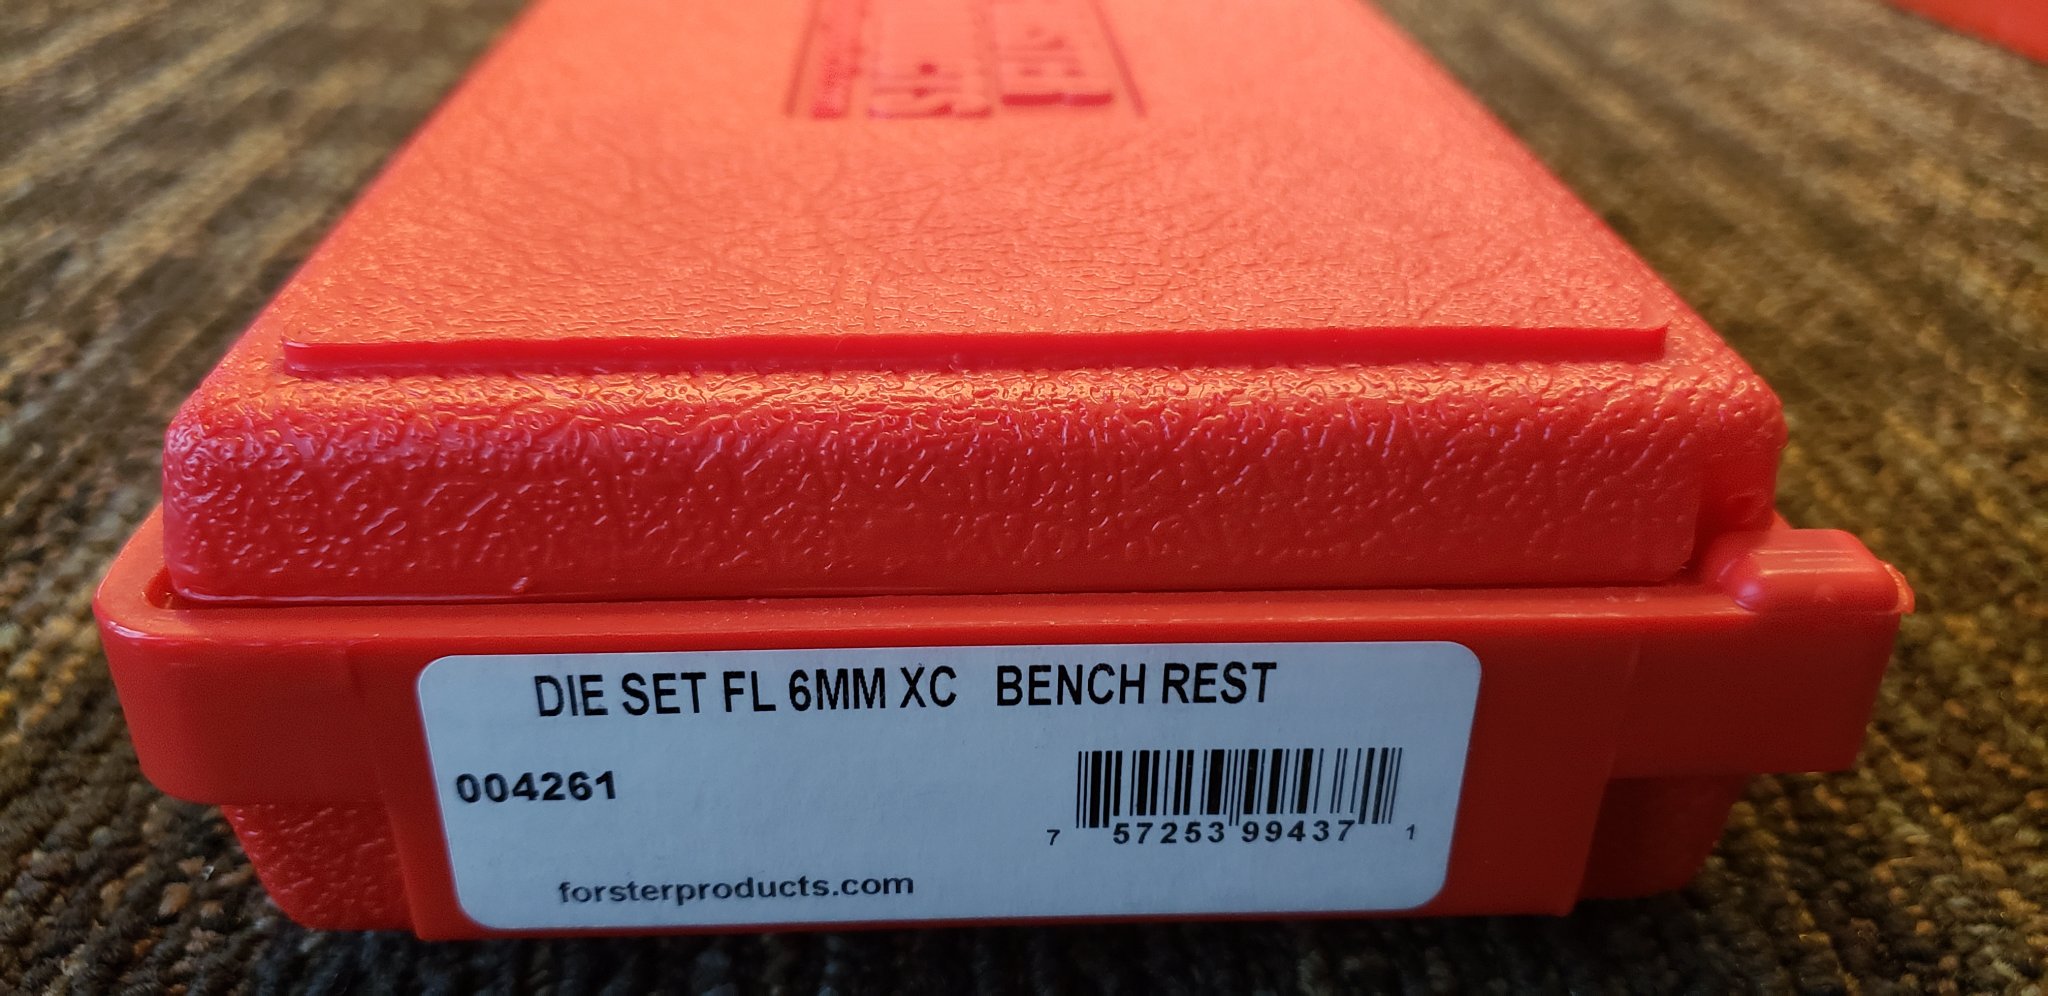 DIE SET FL 6MM XC BENCH REST
004261
7 57253 99437 1
forsterproducts.com